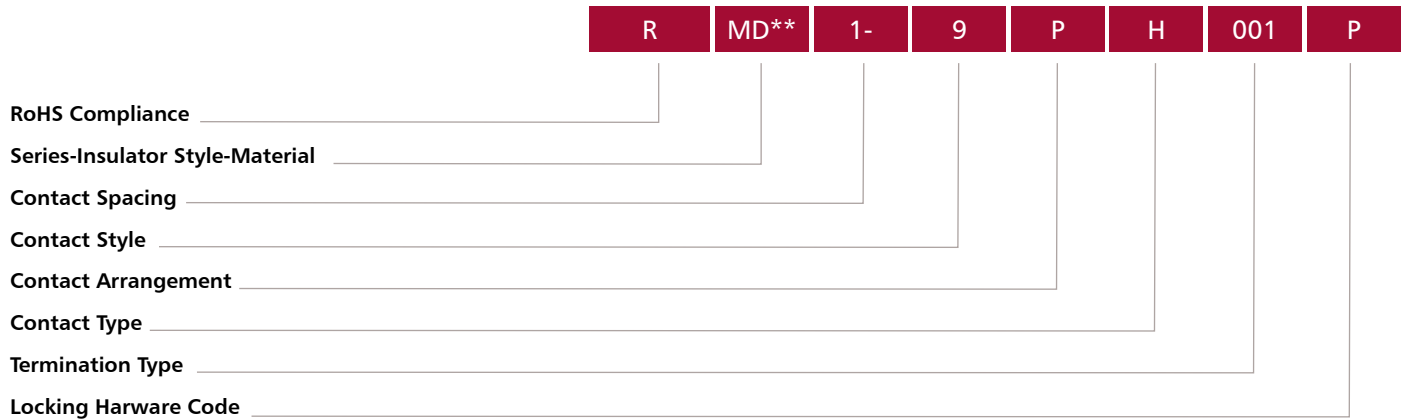 R MD** 1- 9 P H 001 P
RoHS Compliance
Series-Insulator Style-Material
Contact Spacing
Contact Style
Contact Arrangement
Contact Type
Termination Type
Locking Harware Code